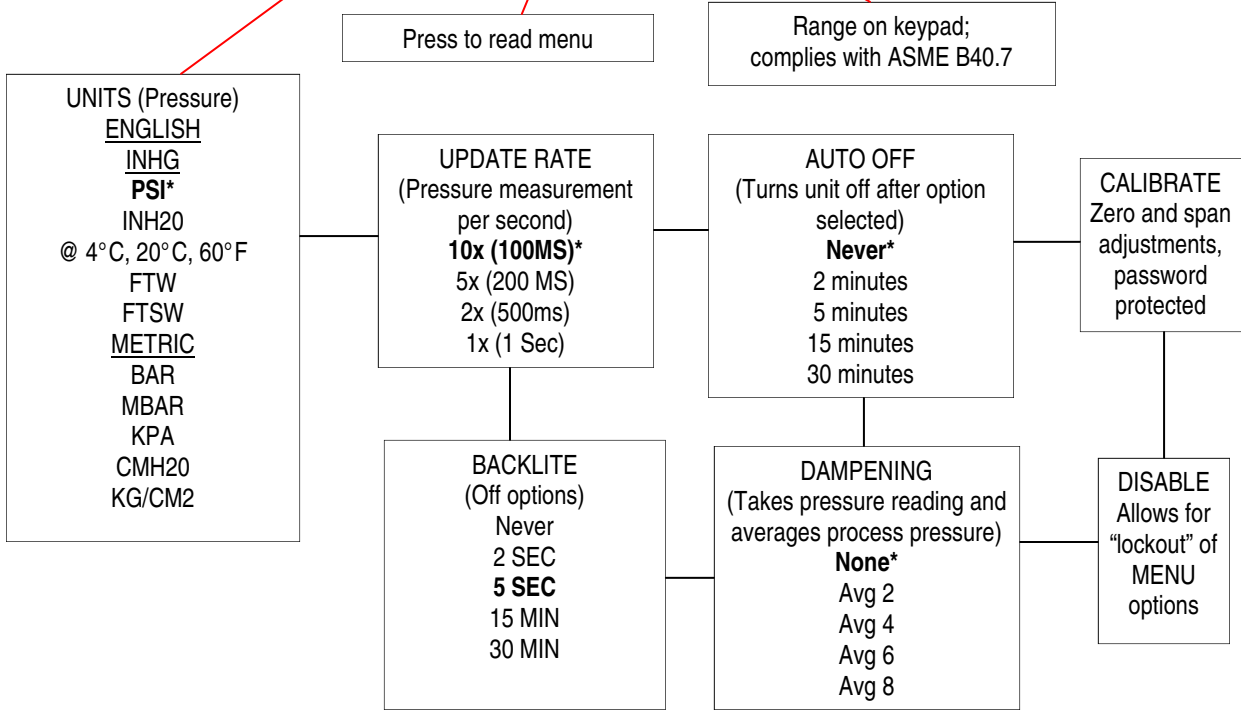 Press to read menu
Range on keypad;
complies with ASME B40.7
UNITS (Pressure)
ENGLISH
INHG
PSI*
INH20
@ 4°C, 20°C, 60°F
FTW
FTSW
METRIC
BAR
MBAR
KPA
CMH20
KG/CM2
UPDATE RATE
(Pressure measurement
per second)
10x (100MS)*
5x (200 MS)
2x (500ms)
1x (1 Sec)
AUTO OFF
(Turns unit off after option
selected)
Never*
2 minutes
5 minutes
15 minutes
30 minutes
CALIBRATE
Zero and span
adjustments,
password
protected
BACKLITE
(Off options)
Never
2 SEC
5 SEC
15 MIN
30 MIN
DAMPENING
(Takes pressure reading and
averages process pressure)
None*
Avg 2
Avg 4
Avg 6
Avg 8
DISABLE
Allows for
“lockout” of
MENU
options